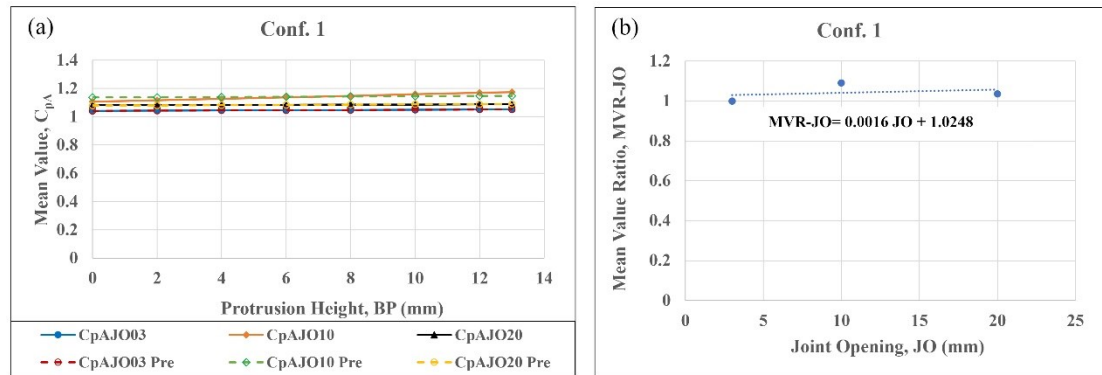 (a)
Conf. 1
Mean Value, CpA
1.4
1.2
1
0.8
0.6
0.4
0.2
0
0 2 4 6 8 10 12 14
Protrusion Height, BP (mm)
CpAJO03 CpAJO10 CpAJO20
CpAJO03 Pre CpAJO10 Pre CpAJO20 Pre
(b)
Conf. 1
Mean Value Ratio, MVR-JO
1.2
1
0.8
0.6
0.4
0.2
0
MVR-JO= 0.0016 JO + 1.0248
0 5 10 15 20 25
Joint Opening, JO (mm)